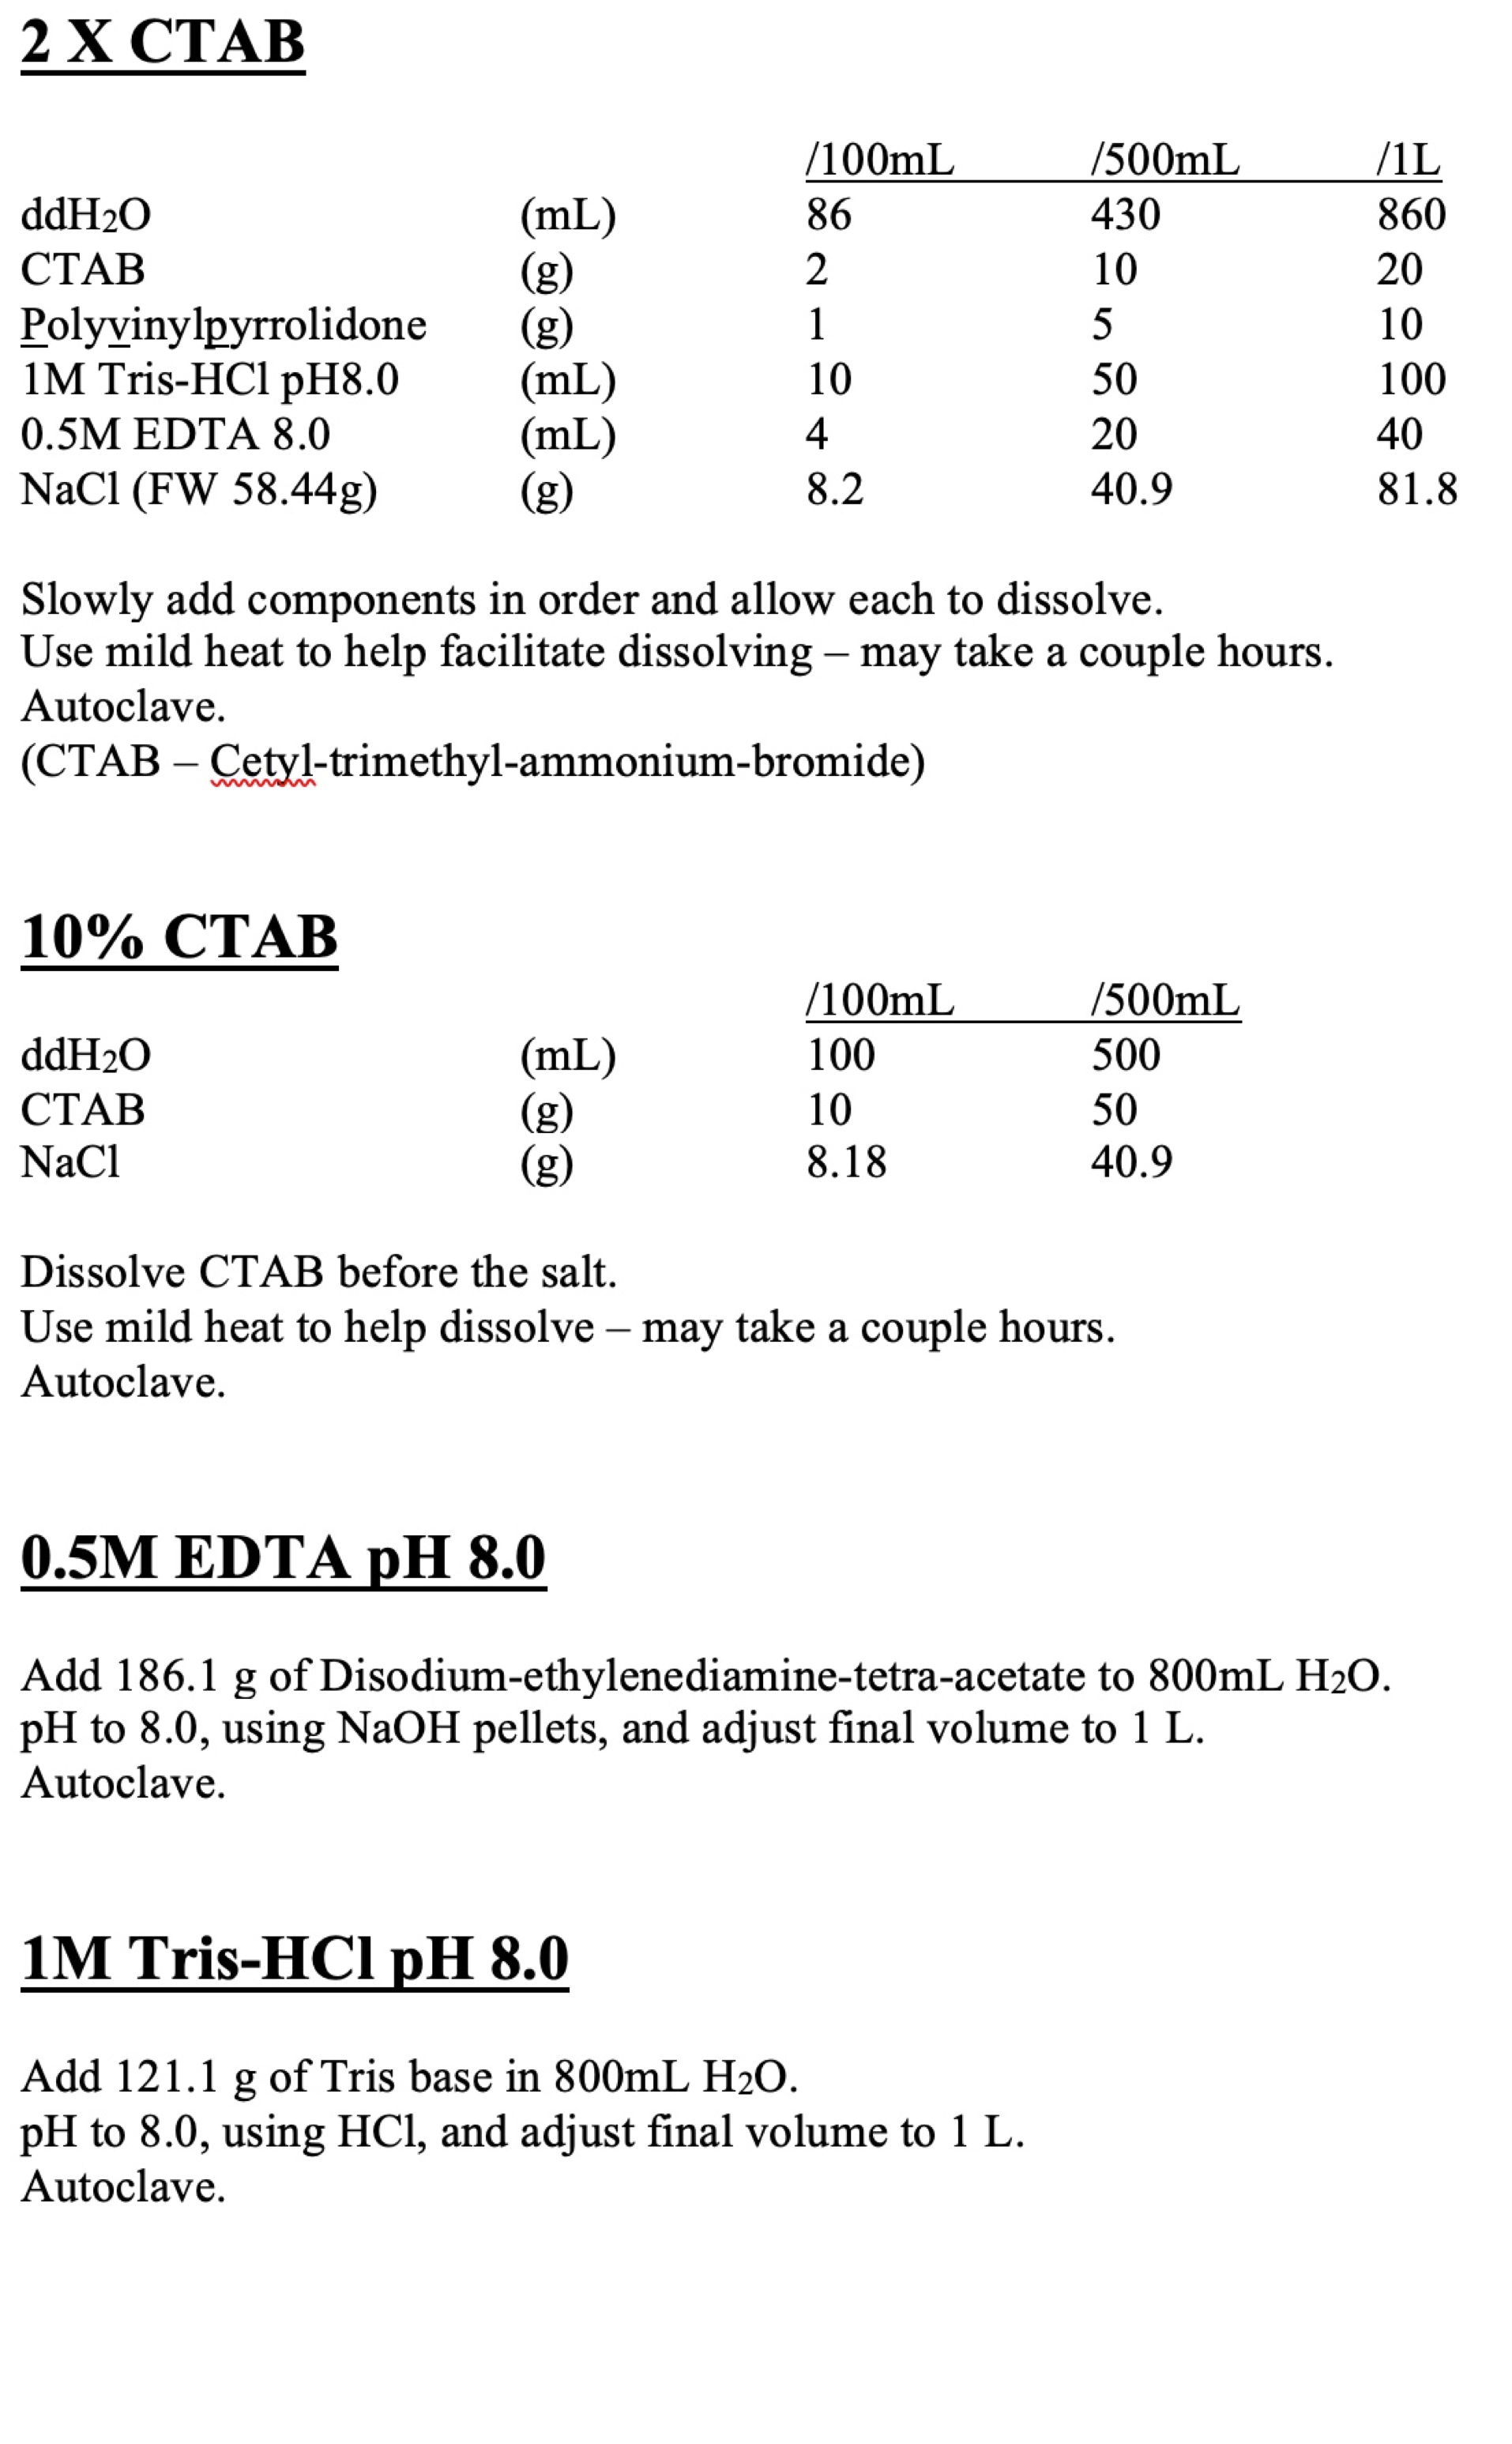 2 X CTAB
/100mL /500mL /1L
ddH2O (mL) 86 430 860
CTAB (g) 2 10 20
Polyvinylpyrrolidone (g) 1 5 10
1M Tris-HCl pH8.0 (mL) 10 50 100
0.5M EDTA 8.0 (mL) 4 20 40
NaCl (FW 58.44g) (g) 8.2 40.9 81.8
Slowly add components in order and allow each to dissolve.
Use mild heat to help facilitate dissolving – may take a couple hours.
Autoclave.
(CTAB – Cetyl-trimethyl-ammonium-bromide)
10% CTAB
/100mL /500mL
ddH2O (mL) 100 500
CTAB (g) 10 50
NaCl (g) 8.18 40.9
Dissolve CTAB before the salt.
Use mild heat to help dissolve – may take a couple hours.
Autoclave.
0.5M EDTA pH 8.0
Add 186.1 g of Disodium-ethylenediamine-tetra-acetate to 800mL H2O.
pH to 8.0, using NaOH pellets, and adjust final volume to 1 L.
Autoclave.
1M Tris-HCl pH 8.0
Add 121.1 g of Tris base in 800mL H2O.
pH to 8.0, using HCl, and adjust final volume to 1 L.
Autoclave.